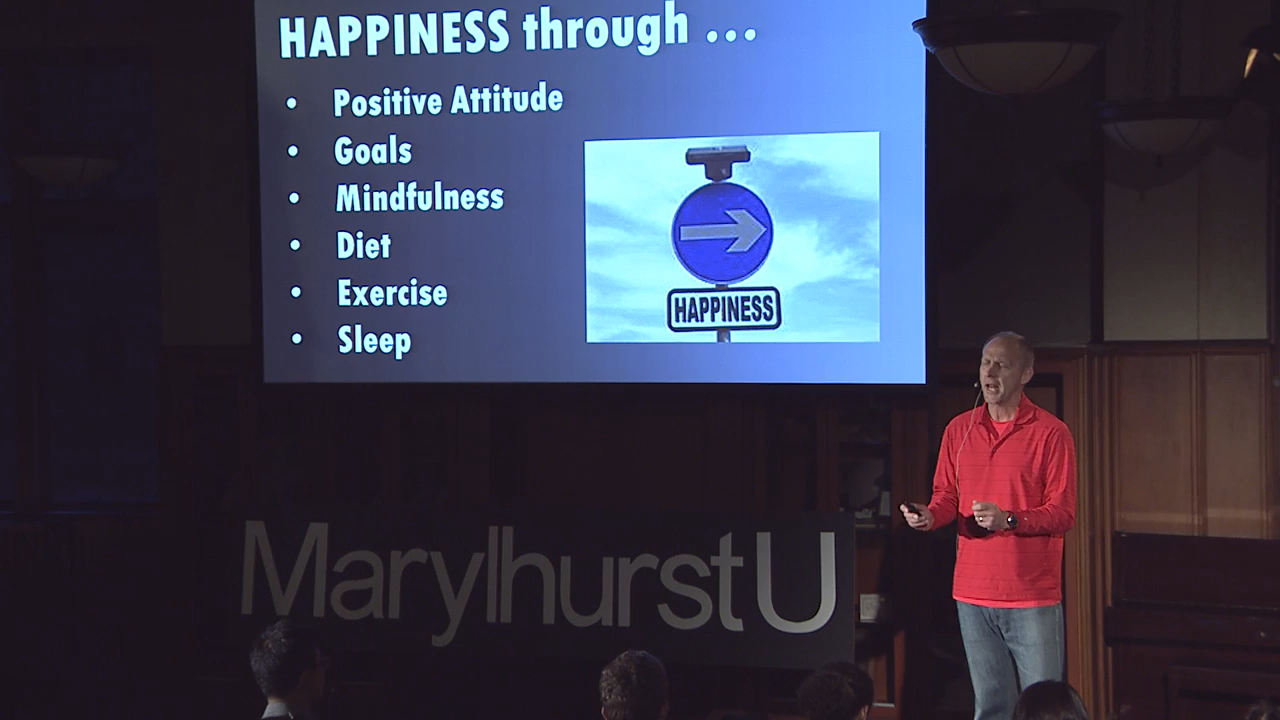 HAPPINESS through ...
• Positive Attitude
• Goals
• Mindfulness
• Diet
• Exercise
• Sleep
HAPPINESS
MarylhurstU